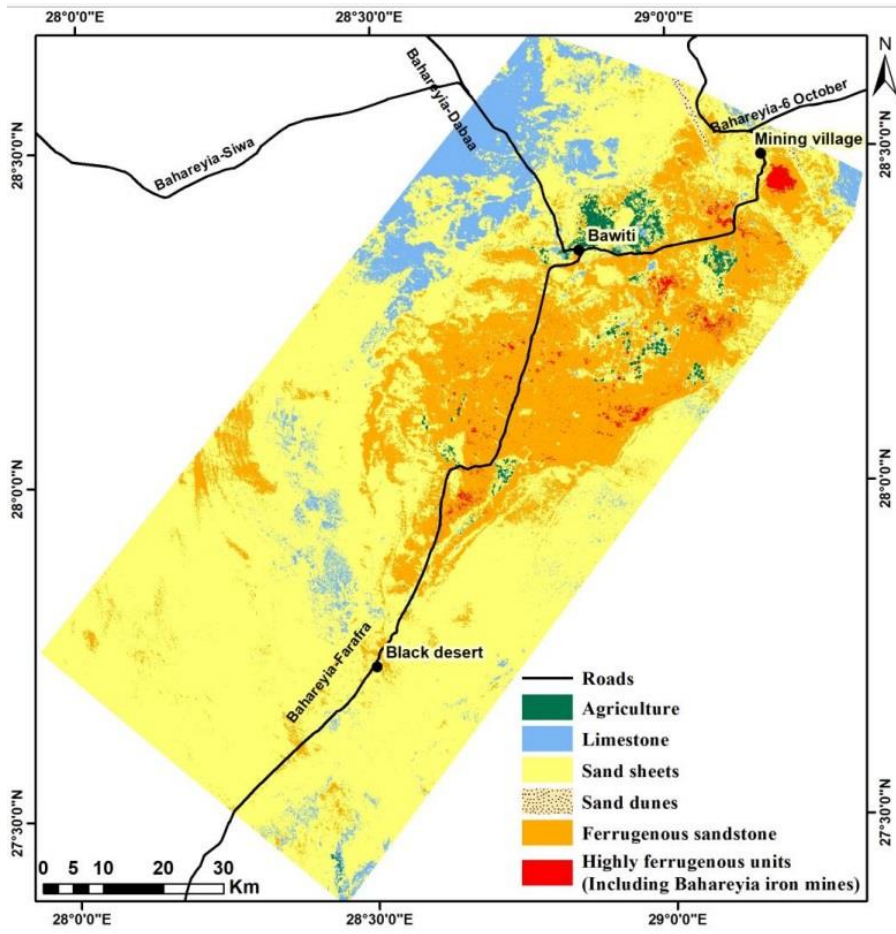 28°0'0"E
28°30'0"E
29°0'0"E
N
Bahareyia-Dabaa
Bahareyia-6 October
Mining village
Bahareyia-Siwa
28°30'0"N
28°30'0"N
Bawiti
28°0'0"N
28°0'0"N
Bahareyia-Farafra
Black desert
Roads
Agriculture
Limestone
Sand sheets
Sand dunes
Ferrugenous sandstone
Highly ferrugenous units
(Including Bahareyia iron mines)
27°30'0"N
27°30'0"N
0 5 10 20 30
Km
28°0'0"E
28°30'0"E
29°0'0"E